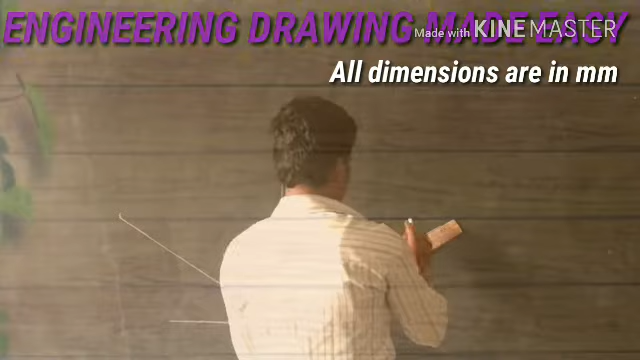 ENGINEERING DRAWING MADE EASY
Made with KINEMASTER
All dimensions are in mm